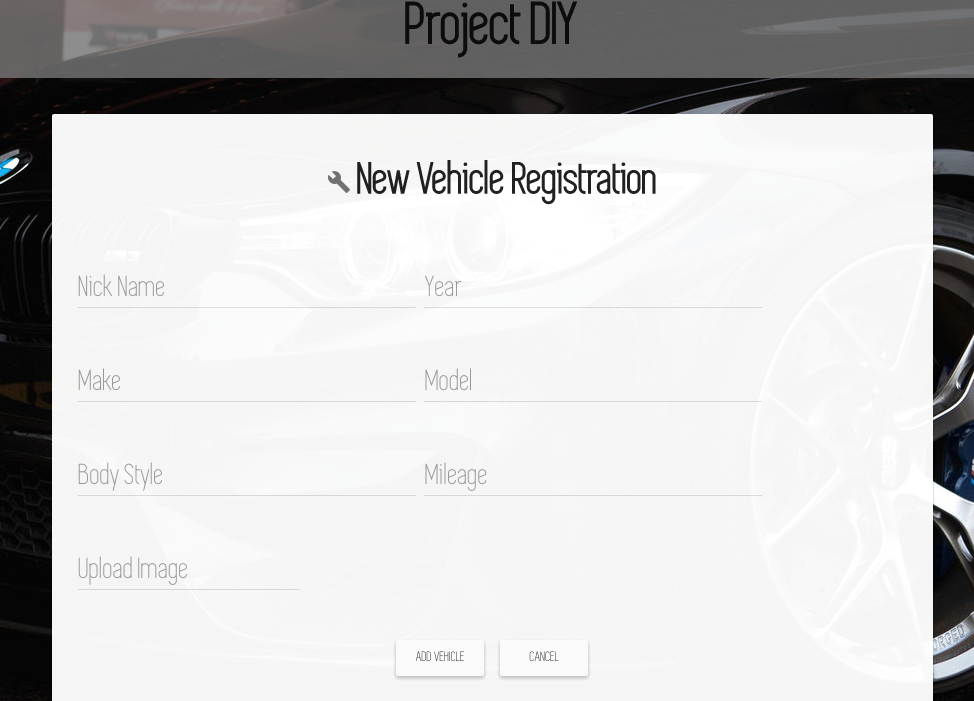 Project DIY
New Vehicle Registration
Nick Name Year
Make Model
Body Style Mileage
Upload Image
ADD VEHICLE CANCEL